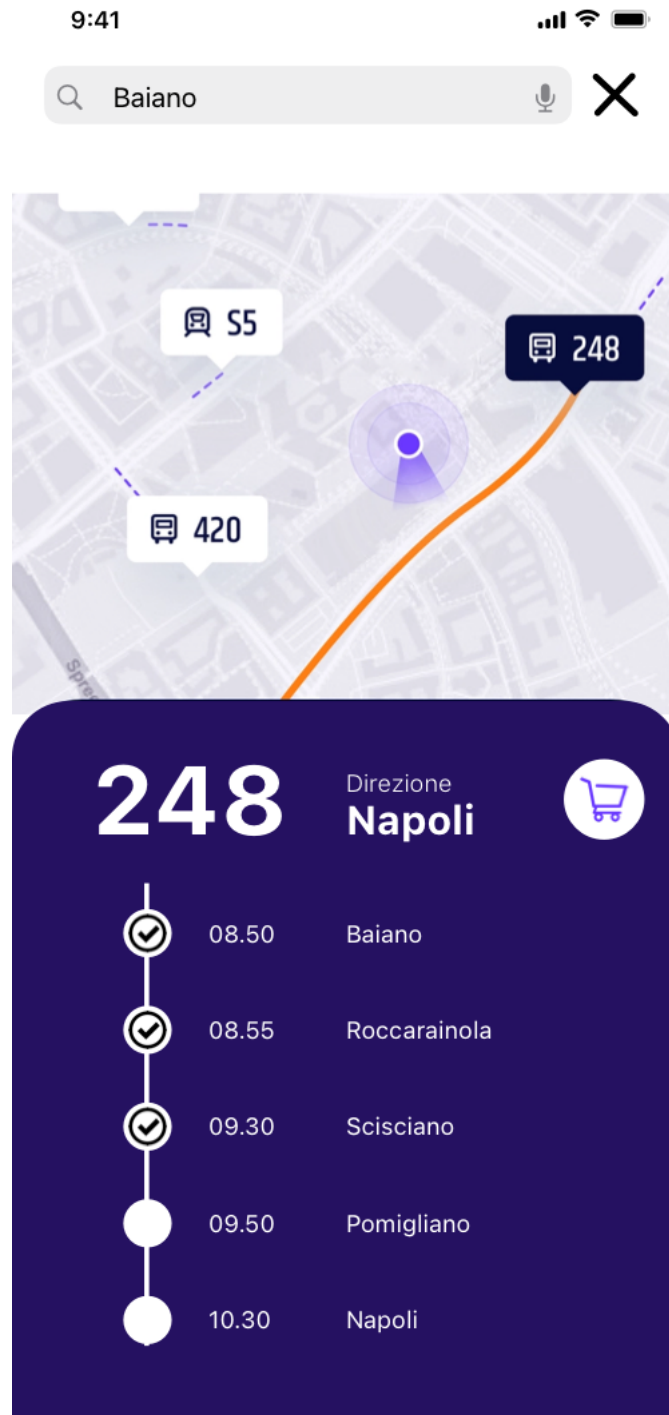 9:41
Baiano
S5
248
420
Spree
248
Direzione
Napoli
08.50 Baiano
08.55 Roccarainola
09.30 Scisciano
09.50 Pomigliano
10.30 Napoli